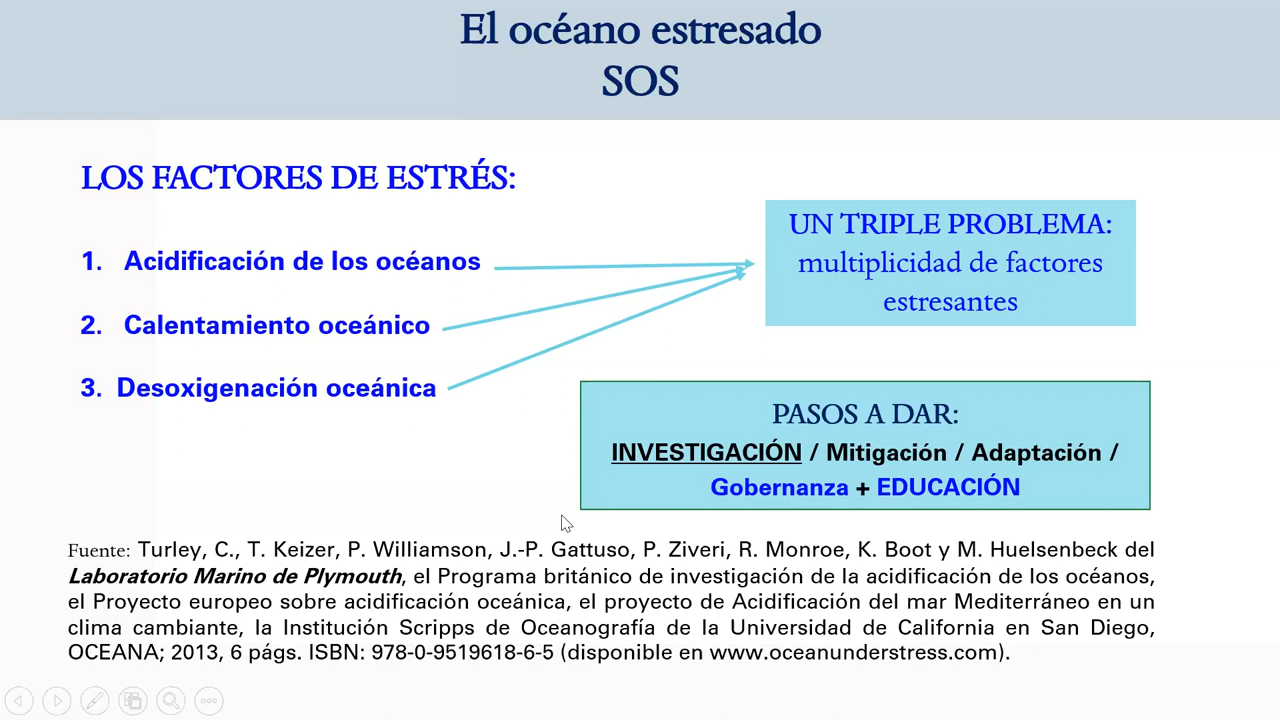 El océano estresado
SOS
LOS FACTORES DE ESTRÉS:
1. Acidificación de los océanos
2. Calentamiento oceánico
3. Desoxigenación oceánica
UN TRIPLE PROBLEMA:
multiplicidad de factores
estresantes
PASOS A DAR:
INVESTIGACIÓN / Mitigación / Adaptación /
Gobernanza + EDUCACIÓN
Fuente: Turley, C., T. Keizer, P. Williamson, J.-P. Gattuso, P. Ziveri, R. Monroe, K. Boot y M. Huelsenbeck del
Laboratorio Marino de Plymouth, el Programa británico de investigación de la acidificación de los océanos,
el Proyecto europeo sobre acidificación oceánica, el proyecto de Acidificación del mar Mediterráneo en un
clima cambiante, la Institución Scripps de Oceanografía de la Universidad de California en San Diego,
OCEANA; 2013, 6 págs. ISBN: 978-0-9519618-6-5 (disponible en www.oceanunderstress.com).